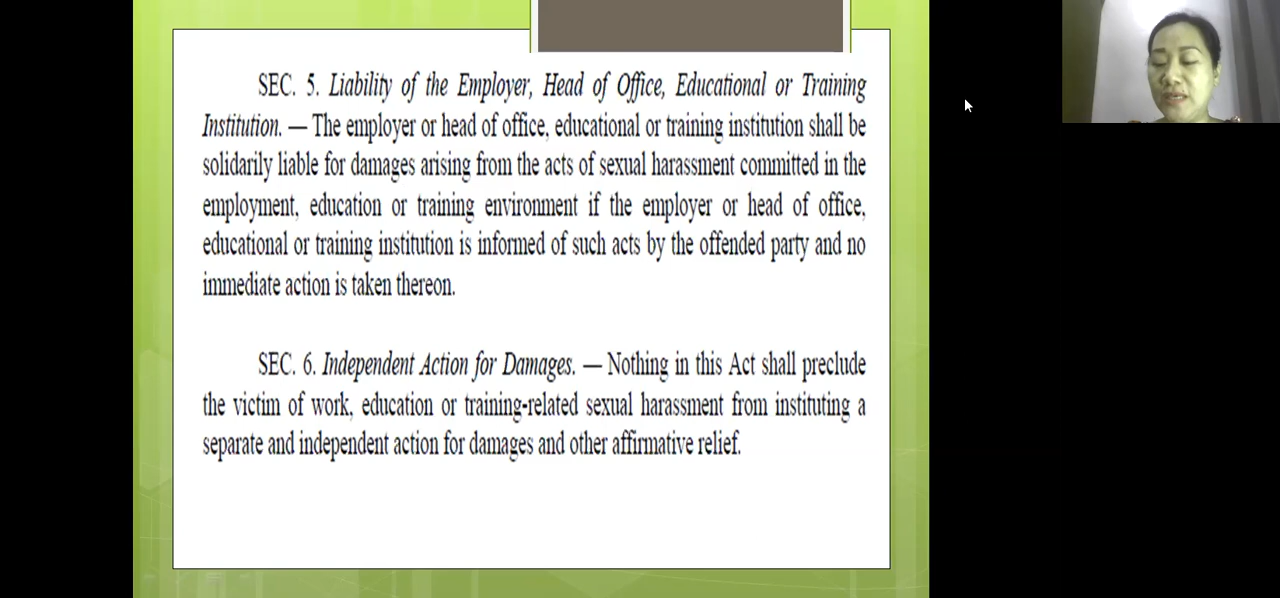 SEC. 5. Liability of the Employer, Head of Office, Educational or Training
Institution. — The employer or head of office, educational or training institution shall be
solidarily liable for damages arising from the acts of sexual harassment committed in the
employment, education or training environment if the employer or head of office,
educational or training institution is informed of such acts by the offended party and no
immediate action is taken thereon.
SEC. 6. Independent Action for Damages. — Nothing in this Act shall preclude
the victim of work, education or training-related sexual harassment from instituting a
separate and independent action for damages and other affirmative relief.